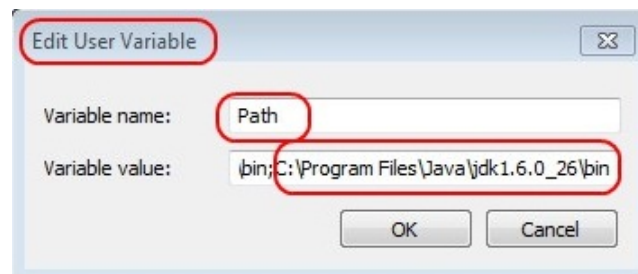 Edit User Variable
Variable name: Path
Variable value: \bin;C:\Program Files\Java\jdk1.6.0_26\bin
OK Cancel